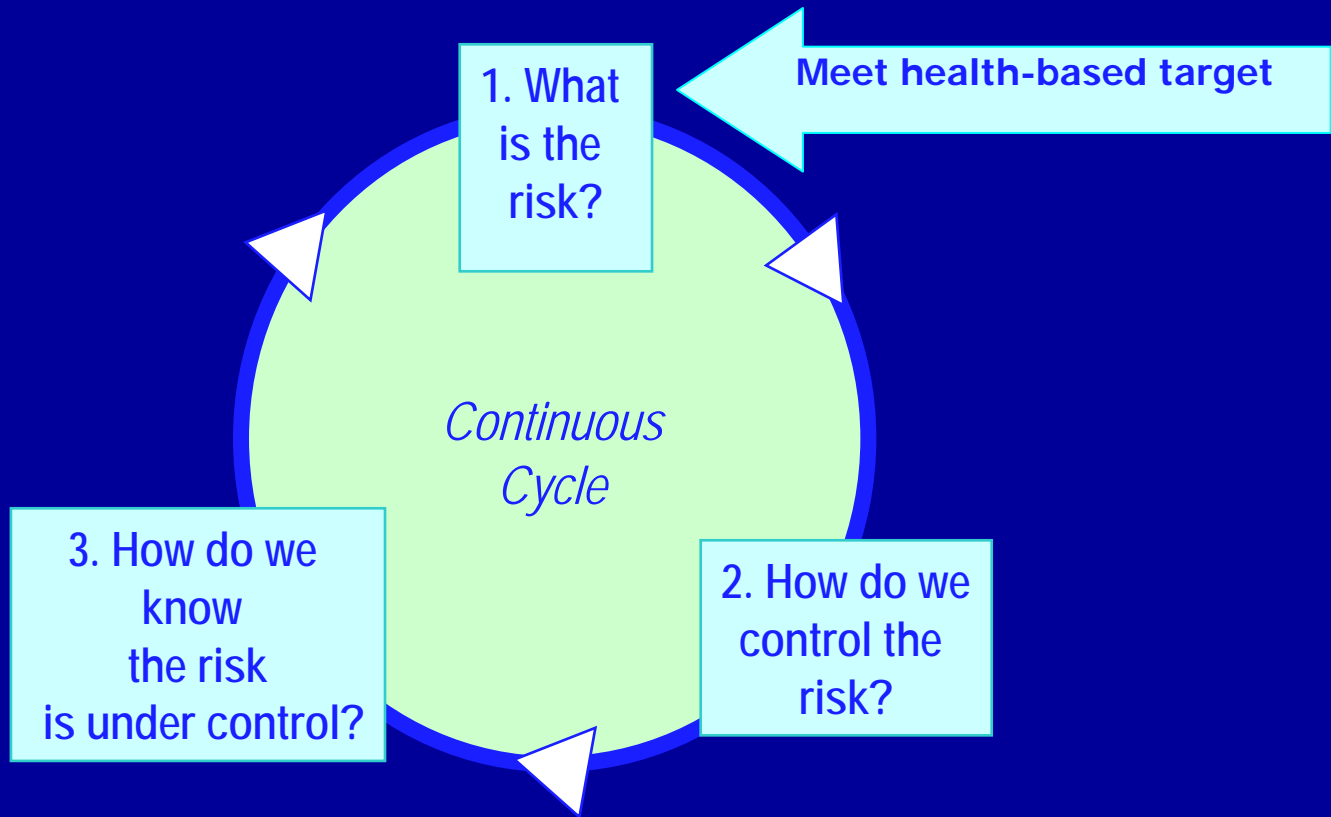 Meet health-based target
1. What
is the
risk?
Continuous
Cycle
3. How do we
know
the risk
is under control?
2. How do we
control the
risk?